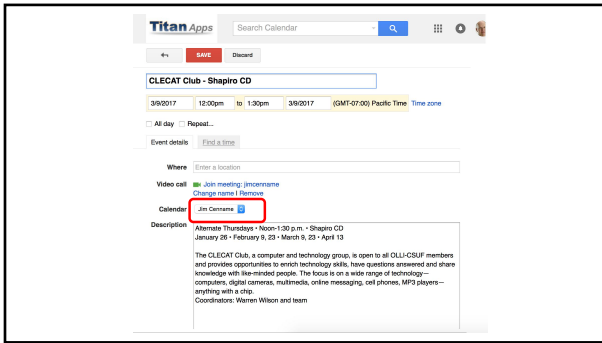 Titan Apps
Search Calendar
SAVE Discard
CLECAT Club - Shapiro CD
3/9/2017 12:00pm to 1:30pm 3/9/2017 (GMT-07:00) Pacific Time Time zone
All day Repeat...
Event details Find a time
Where Enter a location
Video call Join meeting: jimcenname
Change name I Remove
Calendar Jim Cenname
Description Alternate Thursdays • Noon-1:30 p.m. • Shapiro CD
January 26 • February 9, 23 • March 9, 23 • April 13
The CLECAT Club, a computer and technology group, is open to all OLLI-CSUF members
and provides opportunities to enrich technology skills, have questions answered and share
knowledge with like-minded people. The focus is on a wide range of technology—
computers, digital cameras, multimedia, online messaging, cell phones, MP3 players—
anything with a chip.
Coordinators: Warren Wilson and team